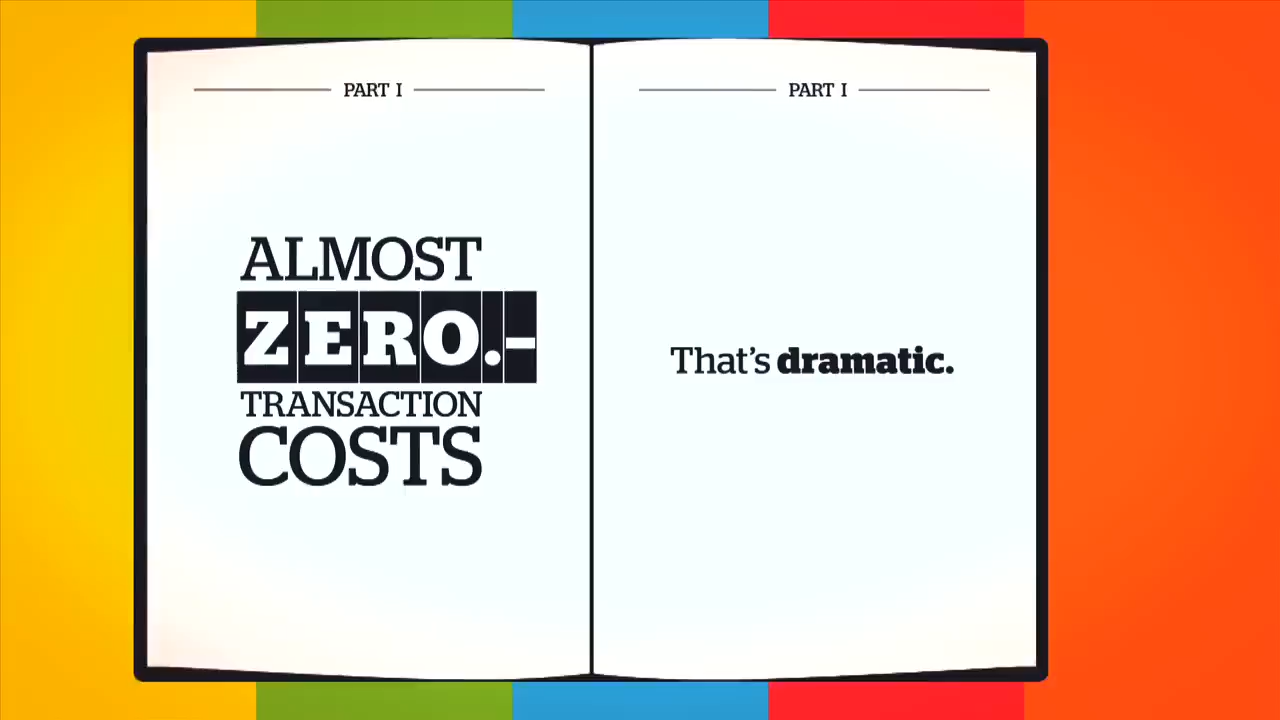 PART I
ALMOST
ZERO.-
TRANSACTION
COSTS
PART I
That's dramatic.